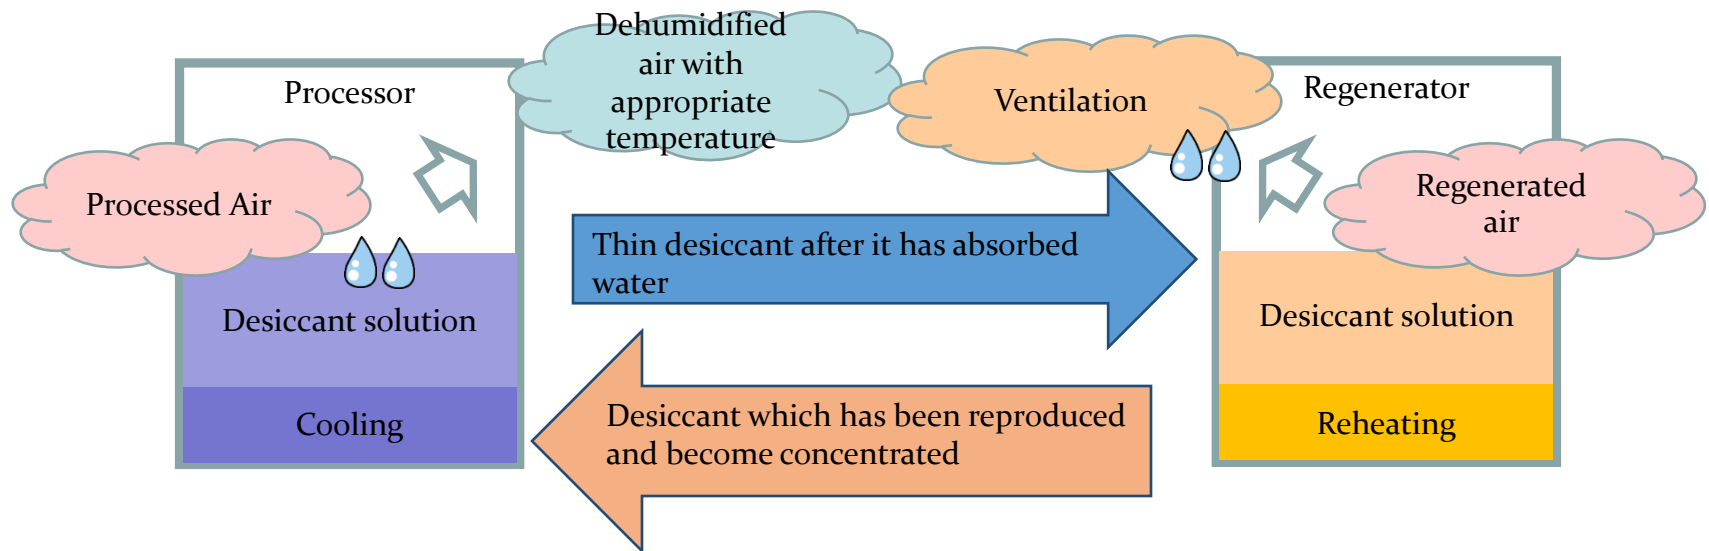 Dehumidified
air with
appropriate
temperature
Processor
Ventilation
Regenerator
Processed Air
Regenerated
air
Thin desiccant after it has absorbed
water
Desiccant solution
Desiccant solution
Desiccant which has been reproduced
and become concentrated
Cooling
Reheating